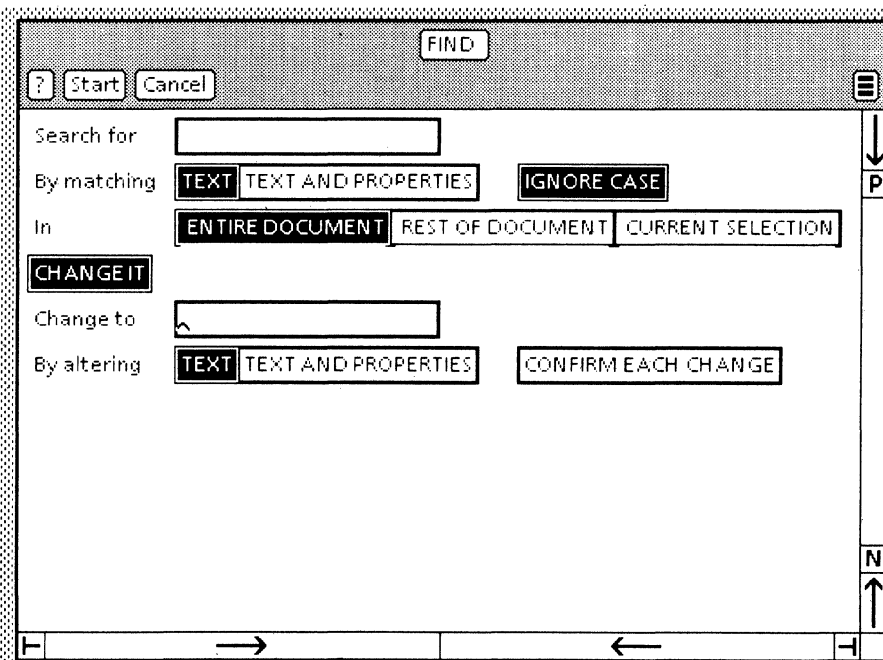 FIND
? Start Cancel
Search for
By matching TEXT TEXT AND PROPERTIES IGNORE CASE
P
In ENTIRE DOCUMENT REST OF DOCUMENT CURRENT SELECTION
CHANGE IT
Change to
By altering TEXT TEXT AND PROPERTIES CONFIRM EACH CHANGE
N